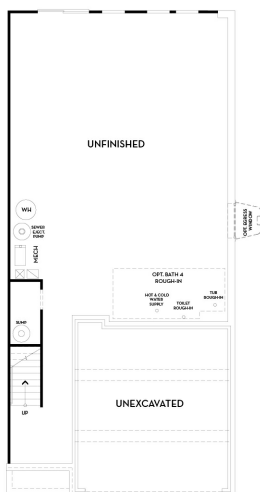 UNFINISHED
WH
SEWER
EJECT.
PUMP
MECH
OPT. EGRESS
WINDOW
OPT. BATH 4
ROUGH-IN
HOT & COLD
WATER
SUPPLY
TOILET
ROUGH-IN
TUB
ROUGH-IN
SUMP
UP
UNEXCAVATED